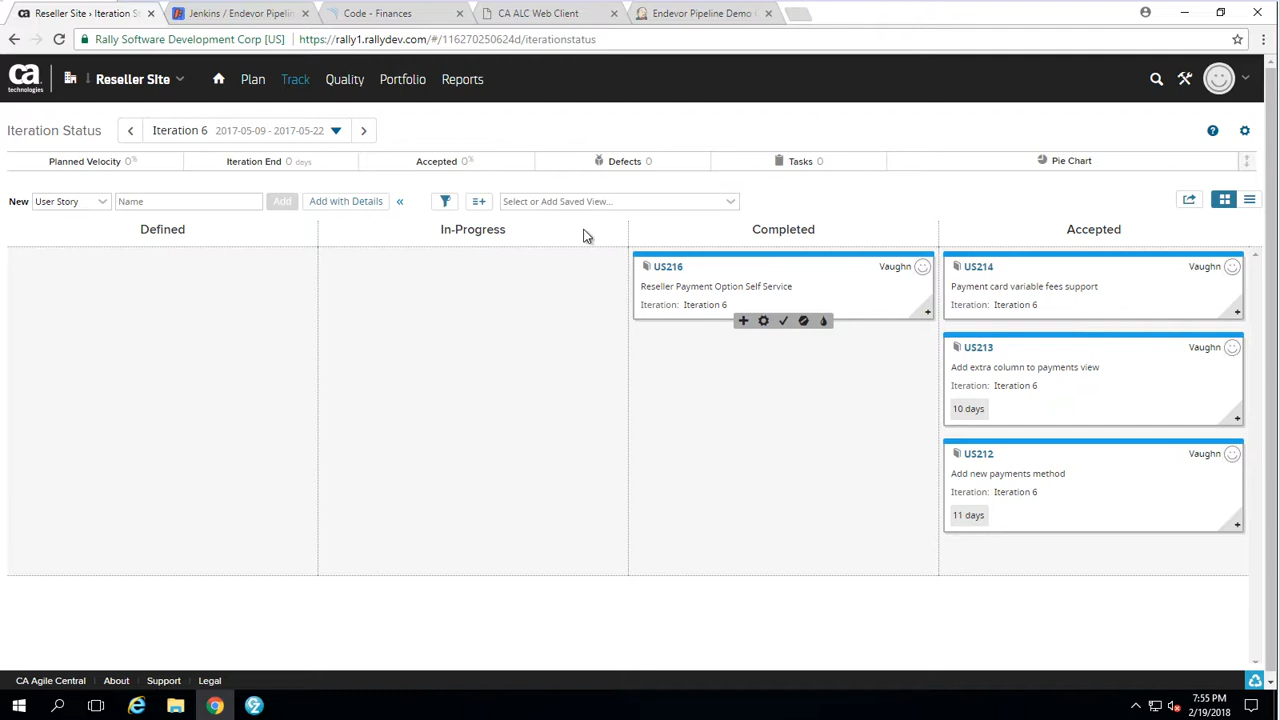 Reseller Site › Iteration S
Jenkins / Endevor Pipelin
Code - Finances
CA ALC Web Client
Endevor Pipeline Demo
Rally Software Development Corp [US]
https://rally1.rallydev.com/#/116270250624d/iterationstatus
ca technologies
Reseller Site
Plan
Track
Quality
Portfolio
Reports
Iteration Status
Iteration 6 2017-05-09 - 2017-05-22
Planned Velocity 0%
Iteration End 0 days
Accepted 0%
Defects 0
Tasks 0
Pie Chart
New
User Story
Name
Add
Add with Details
«
Select or Add Saved View...
Defined
In-Progress
Completed
Accepted
US216 Vaughn
Reseller Payment Option Self Service
Iteration: Iteration 6
US214 Vaughn
Payment card variable fees support
Iteration: Iteration 6
US213 Vaughn
Add extra column to payments view
Iteration: Iteration 6
10 days
US212 Vaughn
Add new payments method
Iteration: Iteration 6
11 days
CA Agile Central
About
Support
Legal
7:55 PM
2/19/2018